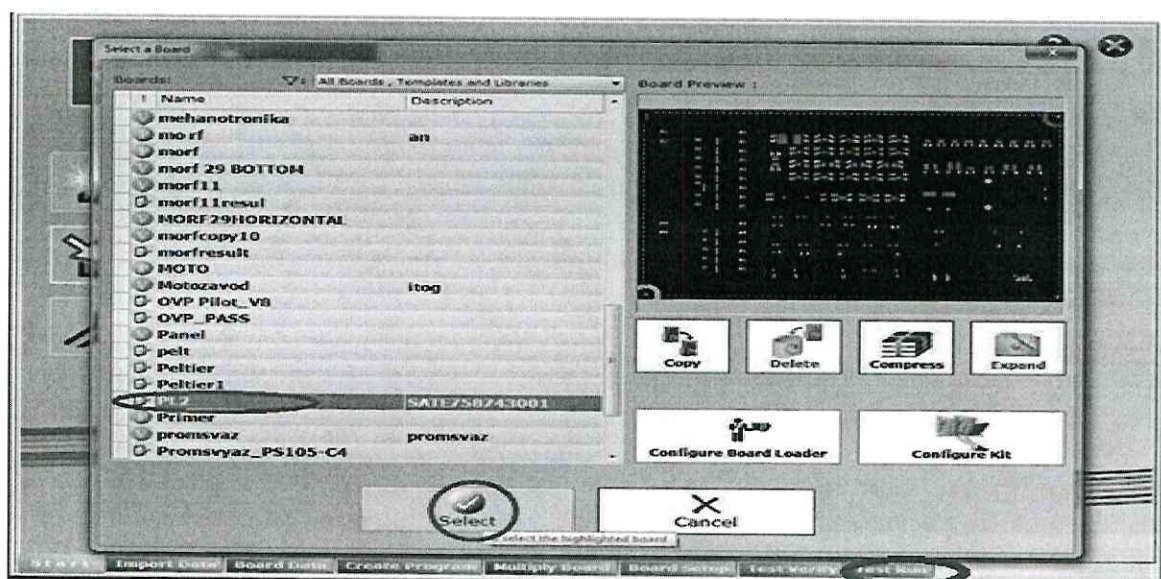 Select a Board
Boards:
All Boards , Templates and Libraries
Board Preview :
! Name Description
mehanotronika
mo rf an
morf
morf 29 BOTTOM
morf11
morf11resul
MORF29HORIZONTAL
morfcopy10
morfresult
MOTO
Motozavod itog
OVP Pilot_V8
OVP_PASS
Panel
pelt
Peltier
Peltier1
PL2 SATE758743001
Primer
promsvaz promsvaz
Promsvyaz_PS105-C4
Copy
Delete
Compress
Expand
Configure Board Loader
Configure Kit
Select
Cancel
select the highlighted board
Start Import Data Board Data Create Program Multiply Board Board Setup Test Verify Test Run